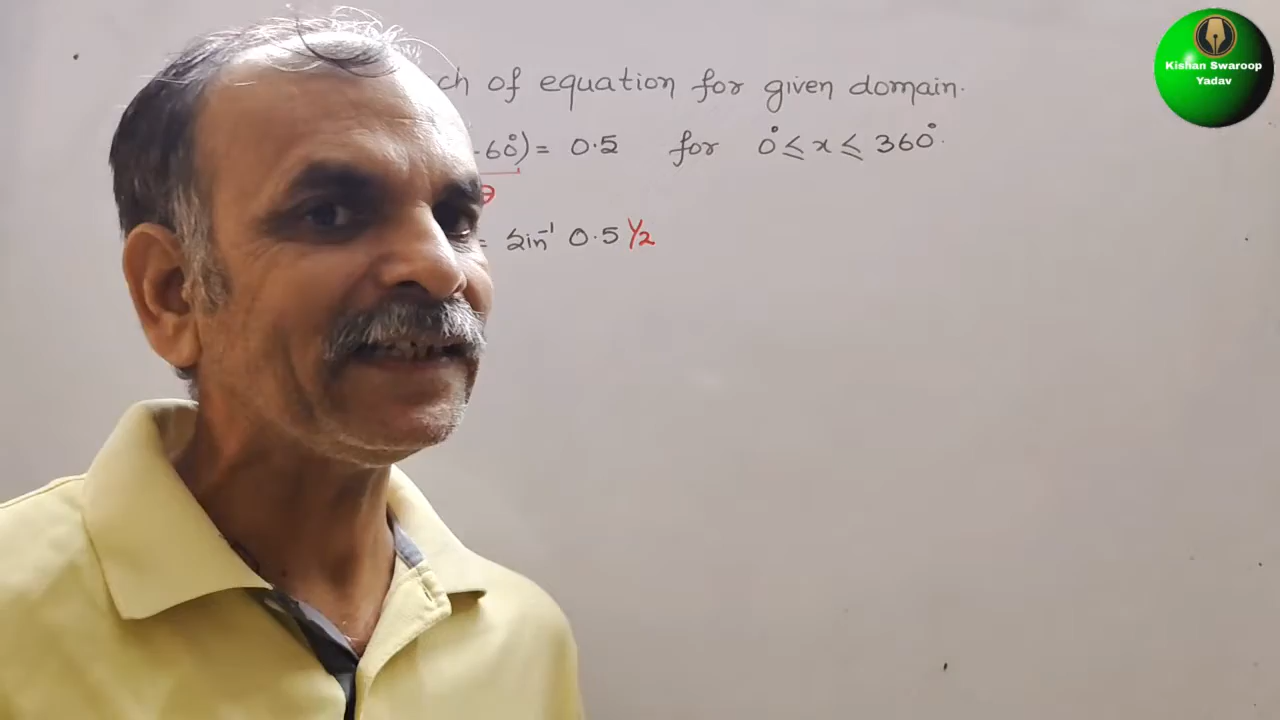 ch of equation for given domain.
-60°) = 0.5 for 0° ≤ x ≤ 360°.
θ
= sin⁻¹ 0.5 1/2
Kishan Swaroop
Yadav